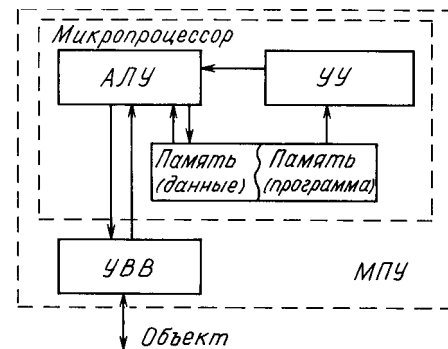 Микропроцессор
АЛУ
УУ
Память
(данные)
Память
(программа)
УВВ
МПУ
Объект